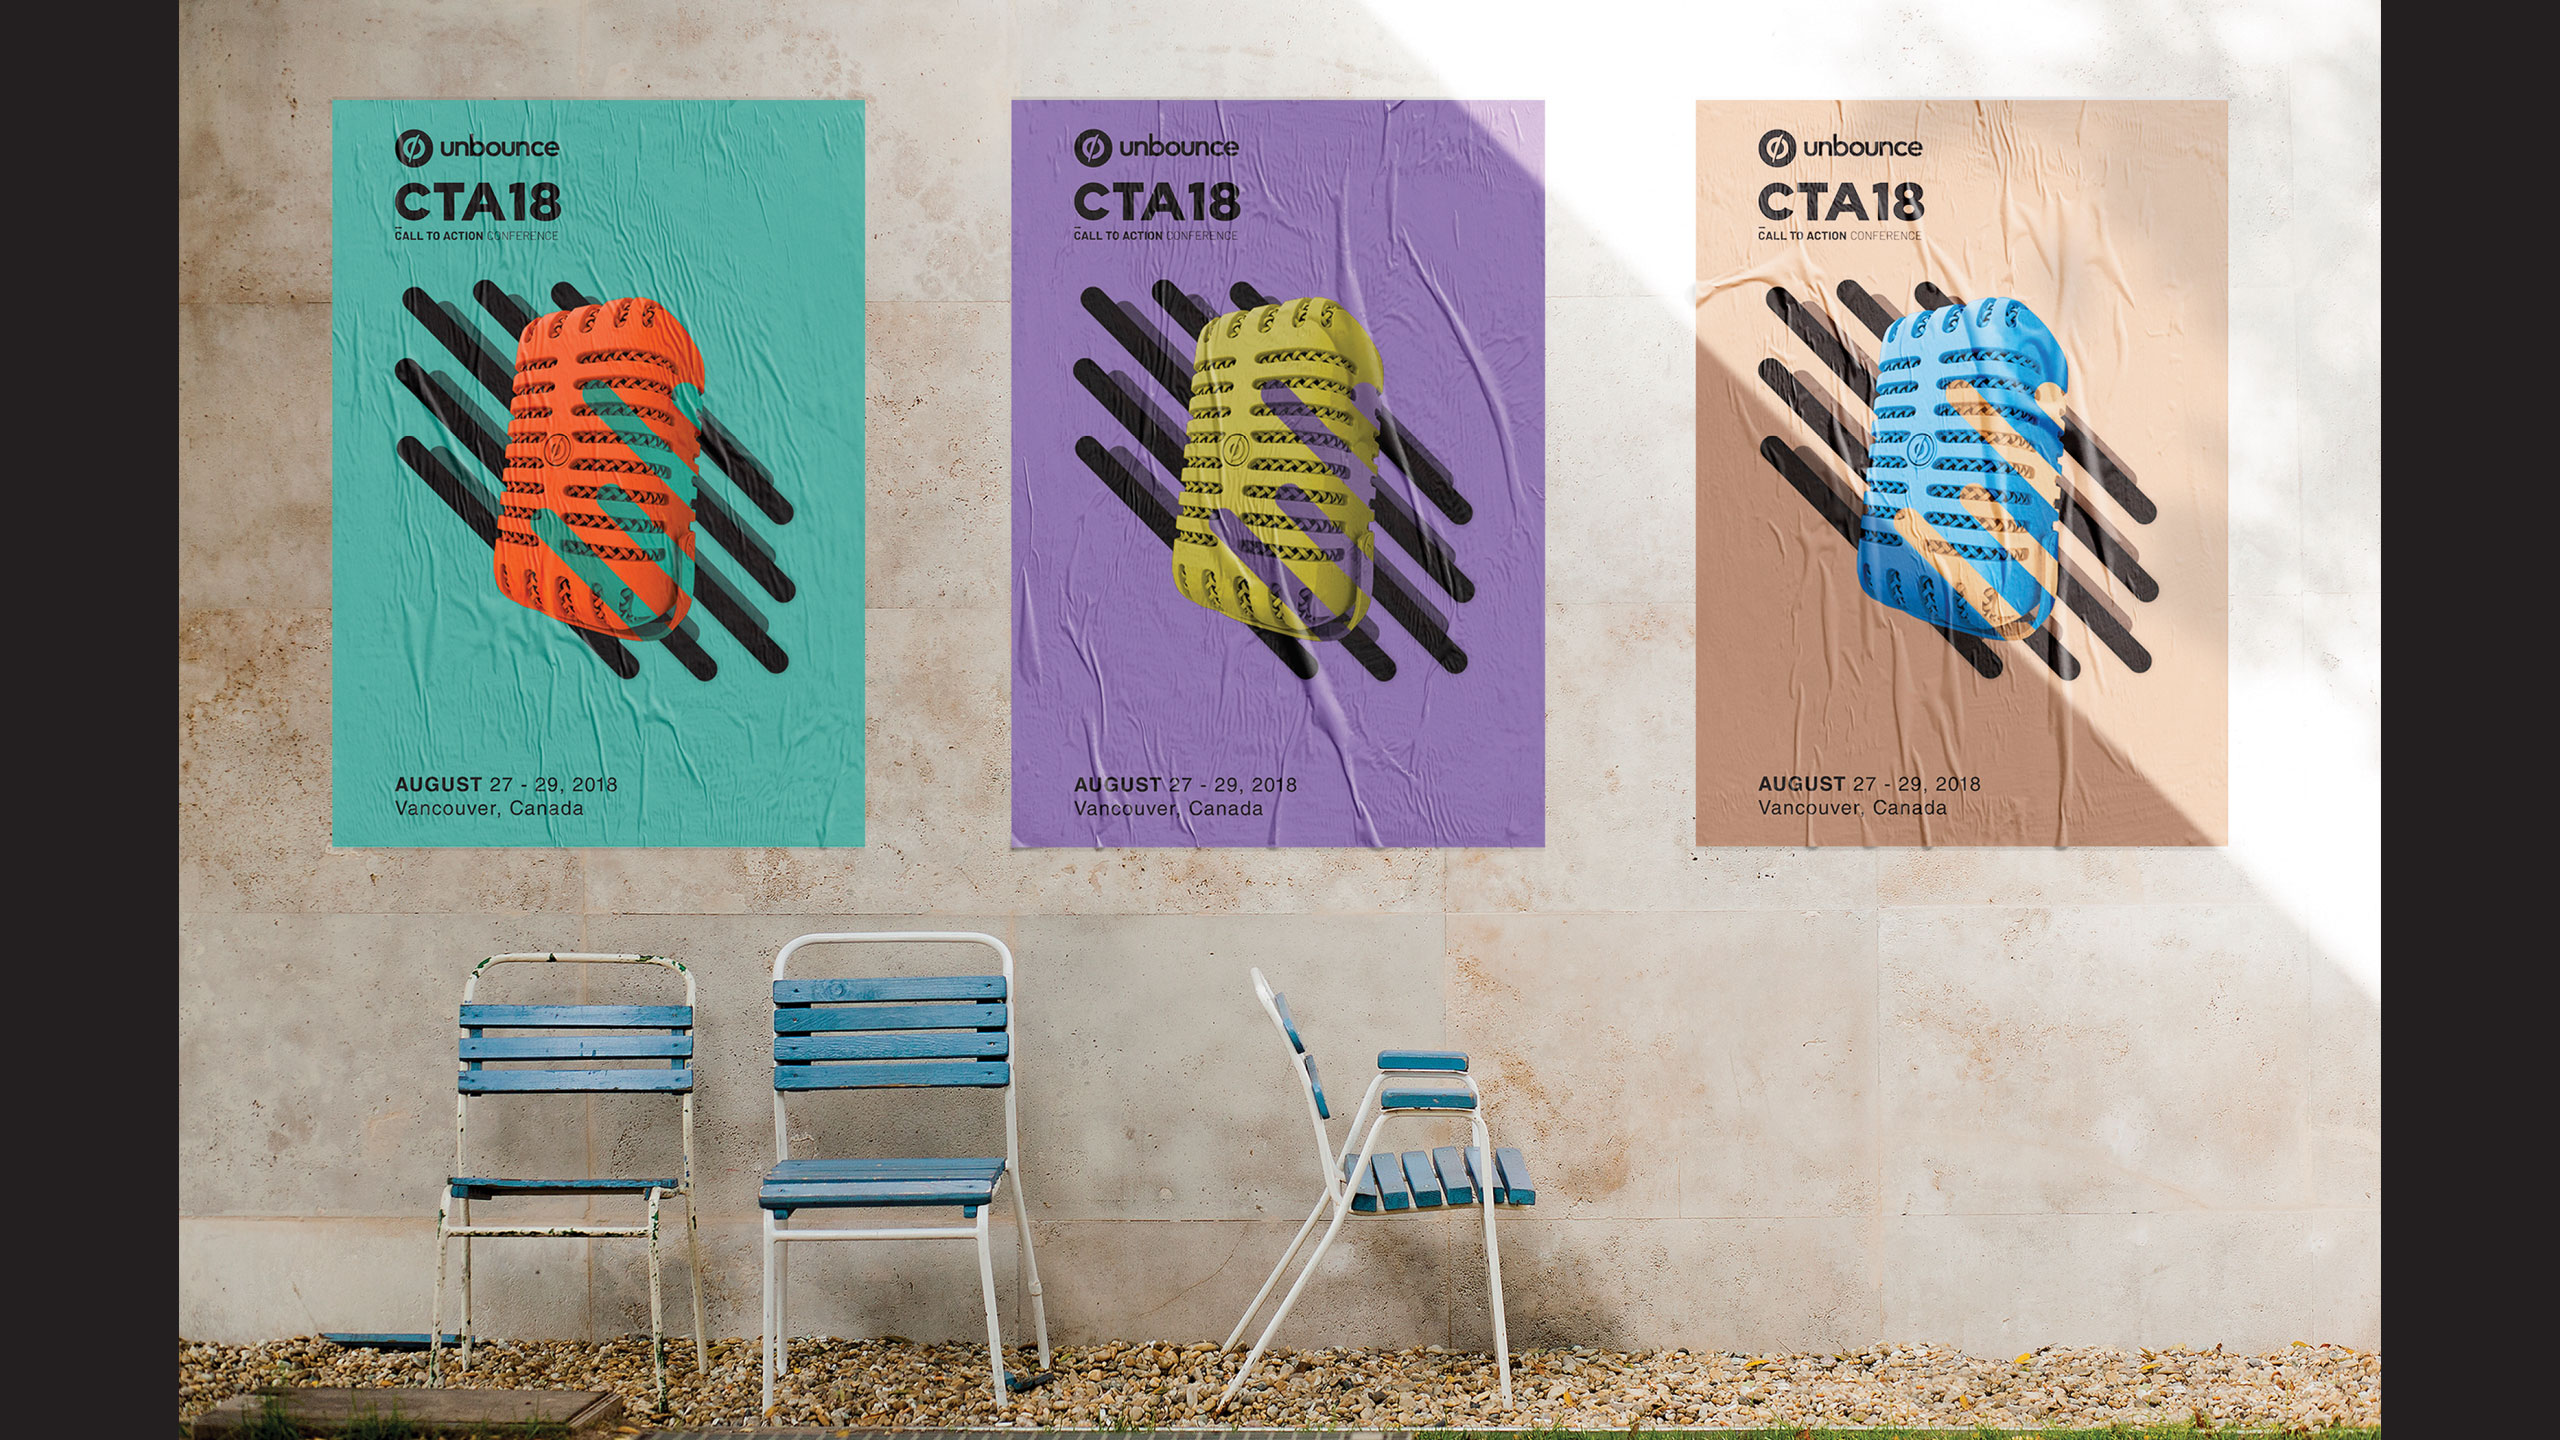 unbounce
CTA18
CALL TO ACTION CONFERENCE
AUGUST 27 - 29, 2018
Vancouver, Canada
unbounce
CTA18
CALL TO ACTION CONFERENCE
AUGUST 27 - 29, 2018
Vancouver, Canada
unbounce
CTA18
CALL TO ACTION CONFERENCE
AUGUST 27 - 29, 2018
Vancouver, Canada